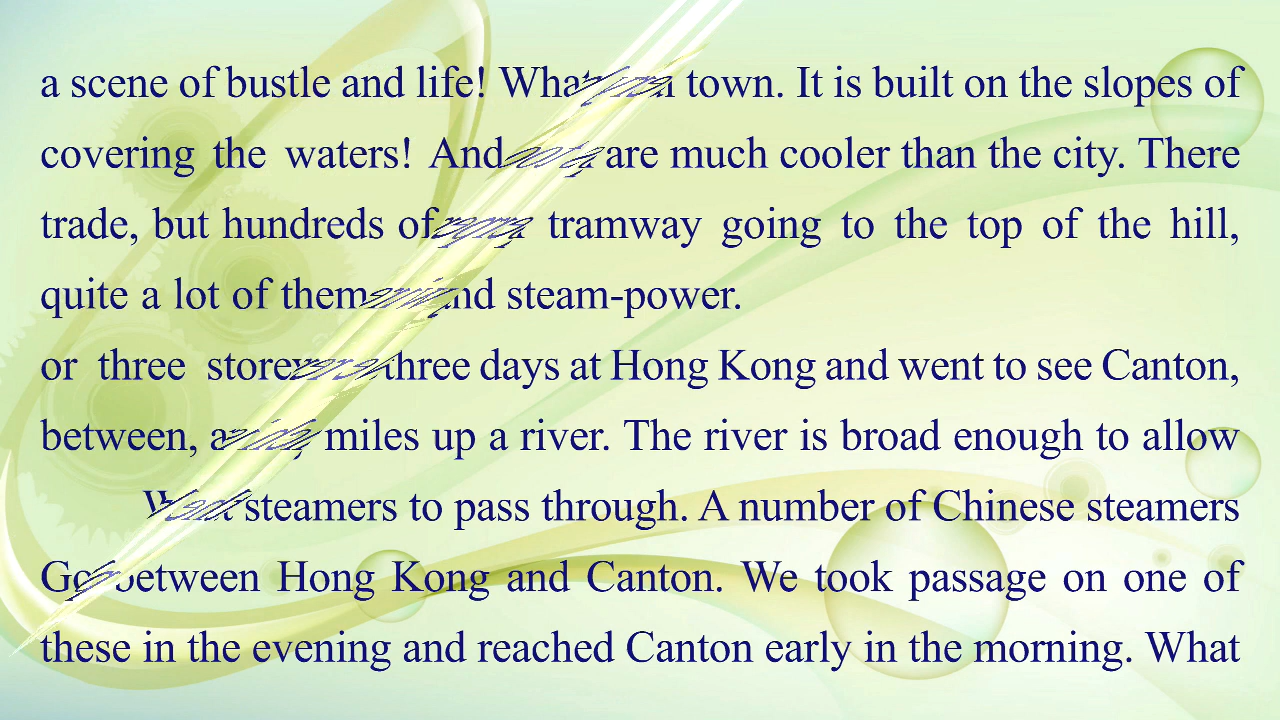 a scene of bustle and life! What town. It is built on the slopes of
covering the waters! And are much cooler than the city. There
trade, but hundreds of tramway going to the top of the hill,
quite a lot of them and steam-power.
or three three days at Hong Kong and went to see Canton,
between, miles up a river. The river is broad enough to allow
steamers to pass through. A number of Chinese steamers
between Hong Kong and Canton. We took passage on one of
these in the evening and reached Canton early in the morning. What